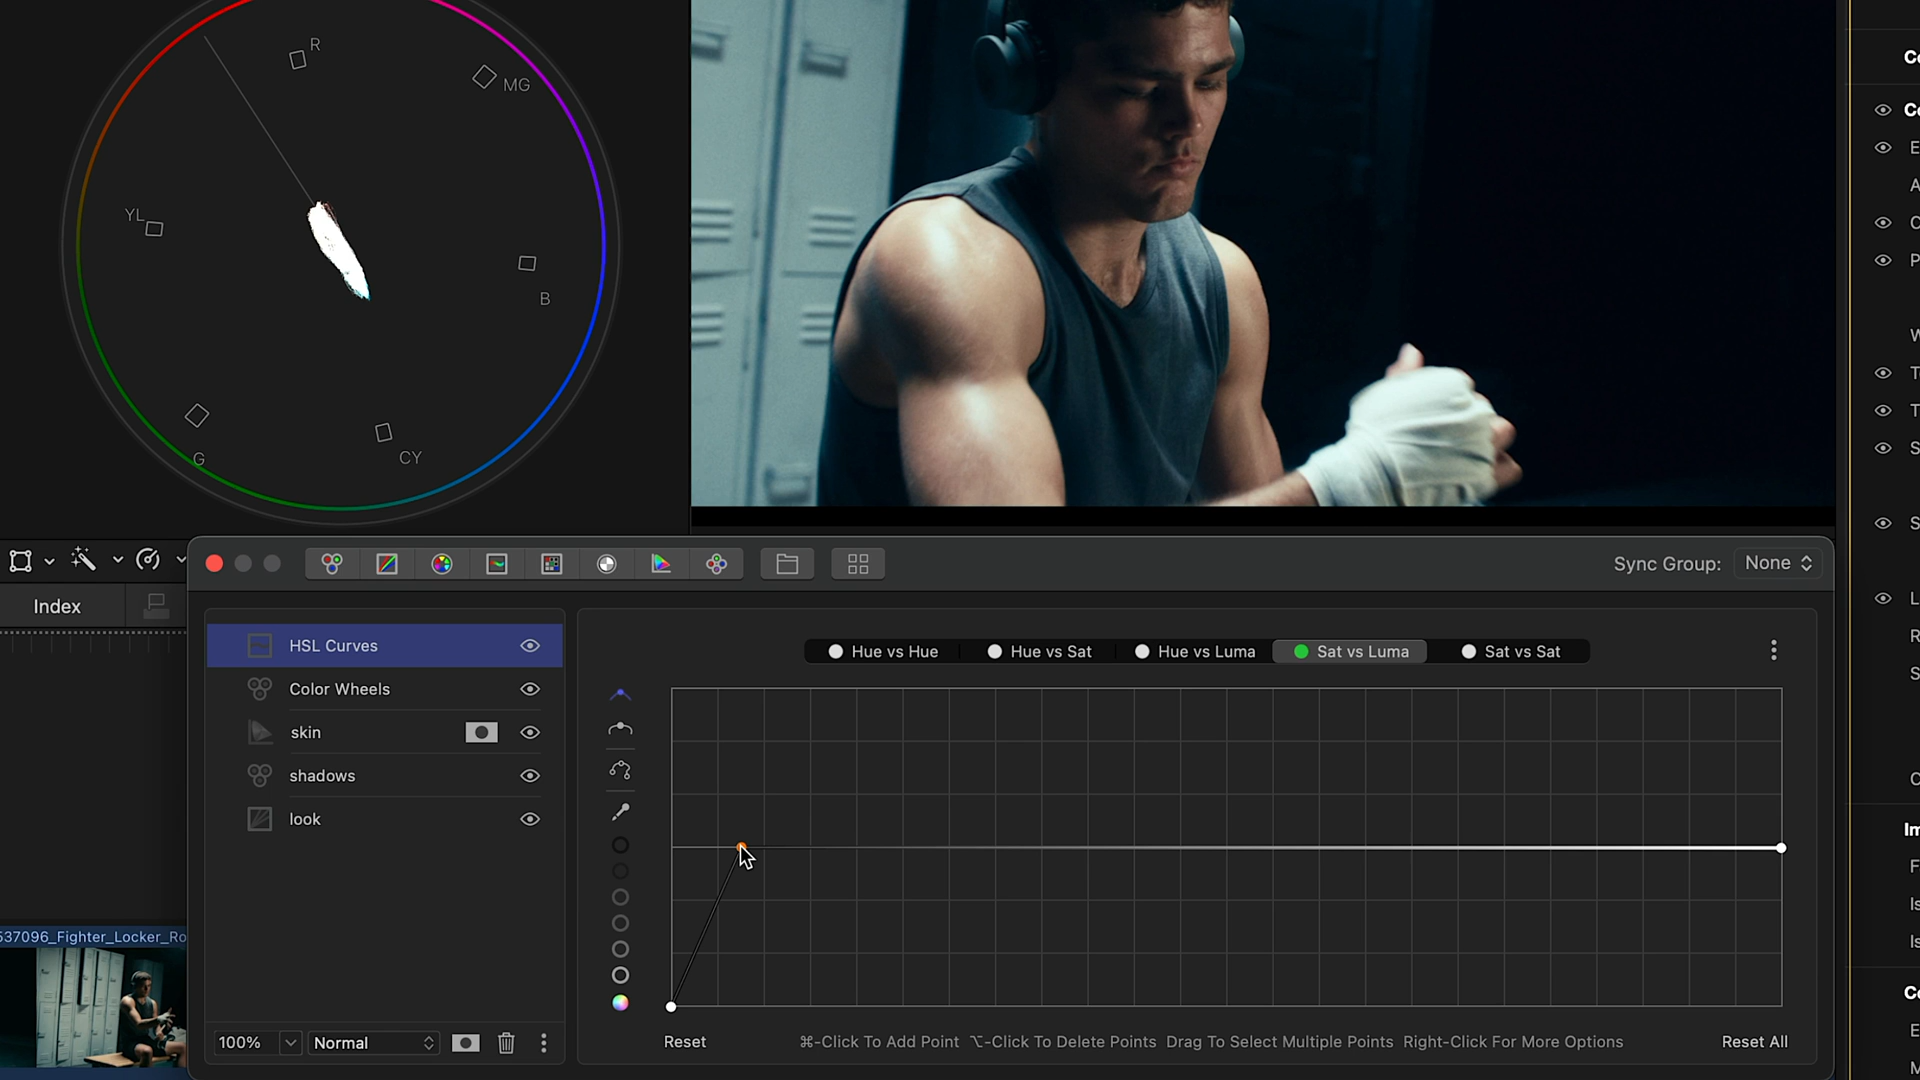 R
MG
YL
B
G
CY
Index
Sync Group:
None
HSL Curves
Color Wheels
skin
shadows
look
Hue vs Hue
Hue vs Sat
Hue vs Luma
Sat vs Luma
Sat vs Sat
100%
Normal
Reset
⌘-Click To Add Point ⌥-Click To Delete Points Drag To Select Multiple Points Right-Click For More Options
Reset All
537096_Fighter_Locker_Ro